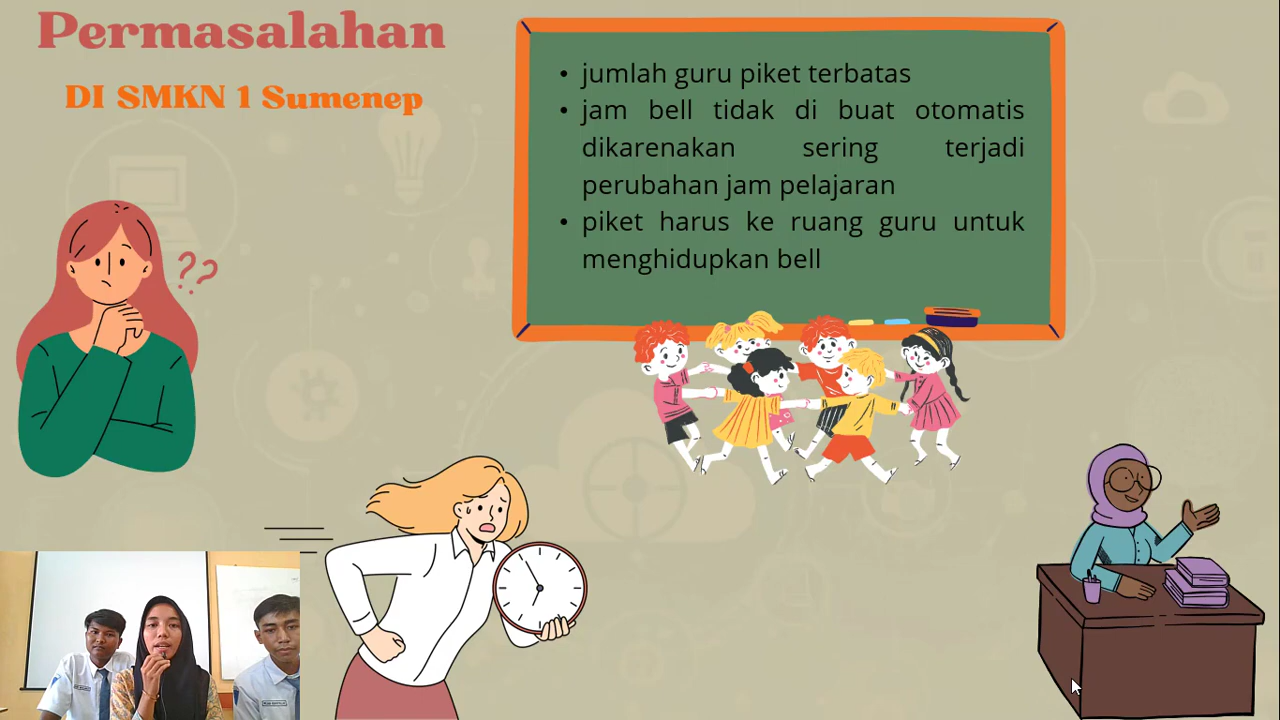 Permasalahan
DI SMKN 1 Sumenep
• jumlah guru piket terbatas
• jam bell tidak di buat otomatis
dikarenakan sering terjadi
perubahan jam pelajaran
• piket harus ke ruang guru untuk
menghidupkan bell
??